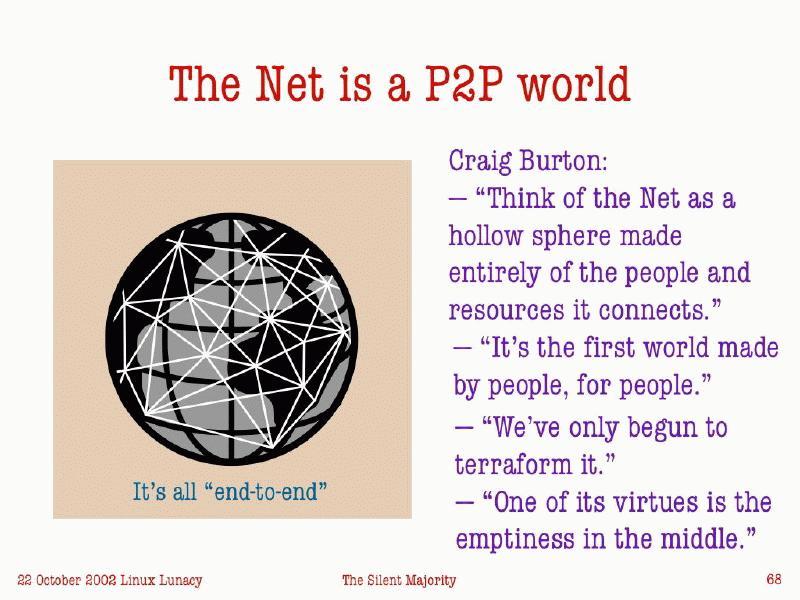 The Net is a P2P world
Craig Burton:
– “Think of the Net as a
hollow sphere made
entirely of the people and
resources it connects.”
– “It’s the first world made
by people, for people.”
– “We’ve only begun to
terraform it.”
– “One of its virtues is the
emptiness in the middle.”
It’s all “end-to-end”
22 October 2002 Linux Lunacy
The Silent Majority
68